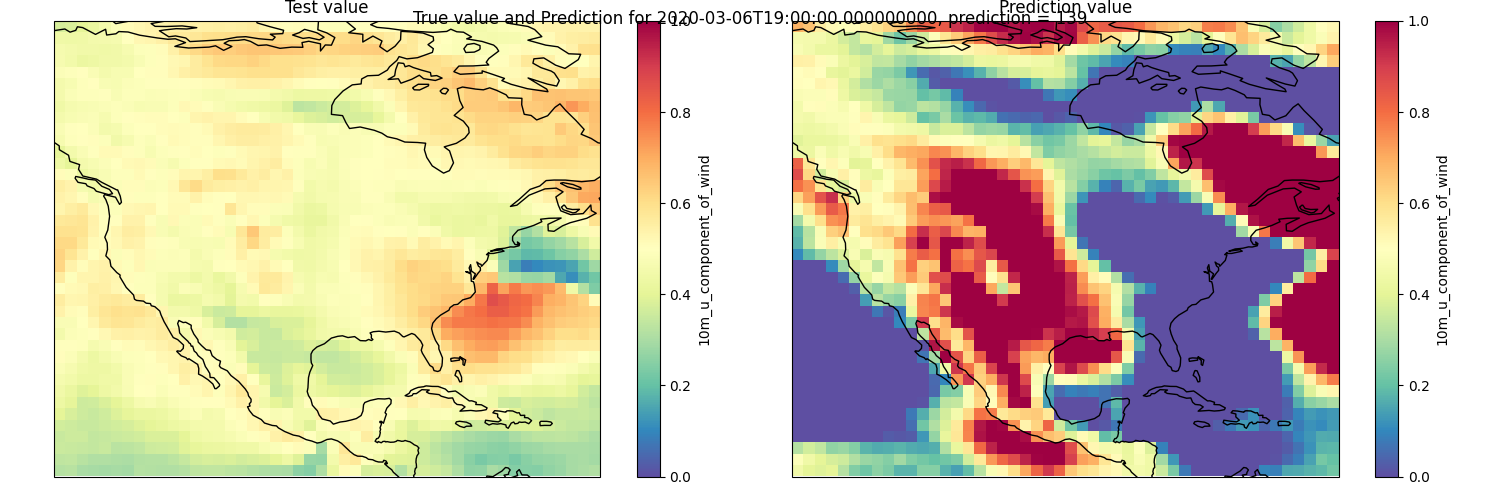 Test value
True value and Prediction for 2020-03-06T19:00:00.000000000, prediction = 139
Prediction value
1.0
0.8
0.6
0.4
0.2
0.0
10m_u_component_of_wind
1.0
0.8
0.6
0.4
0.2
0.0
10m_u_component_of_wind